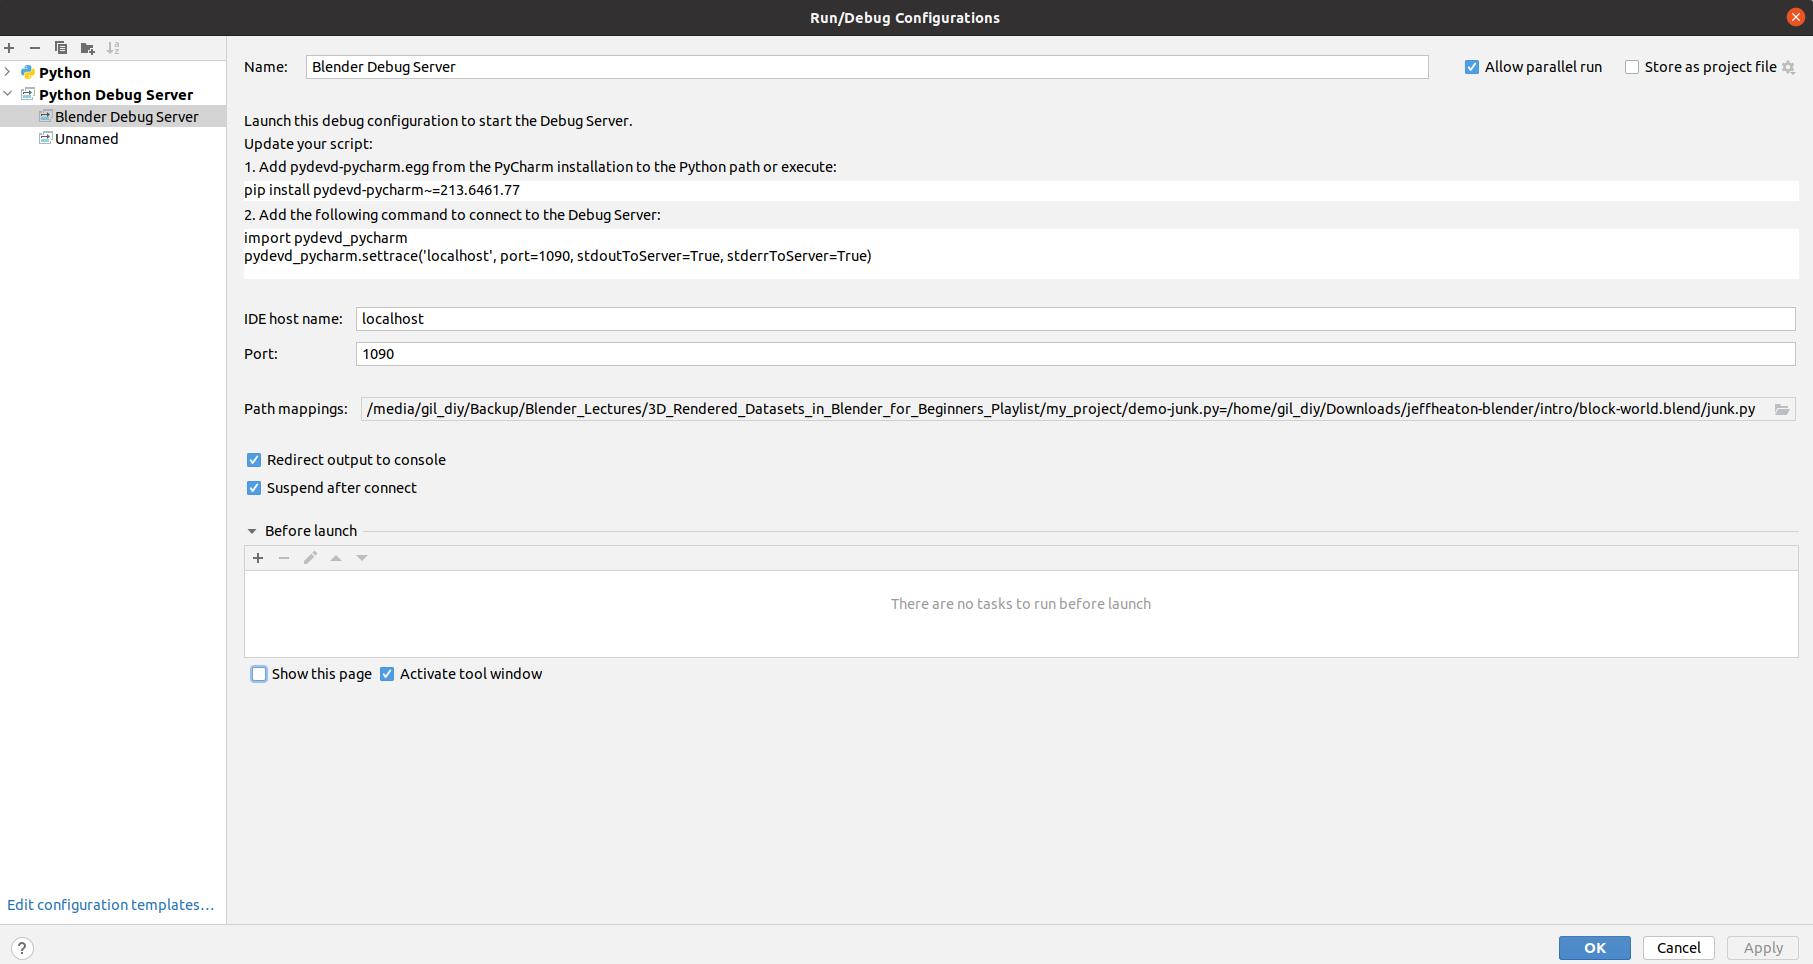 Run/Debug Configurations
Python
Python Debug Server
Blender Debug Server
Unnamed
Edit configuration templates...
Name: Blender Debug Server
Allow parallel run
Store as project file
Launch this debug configuration to start the Debug Server.
Update your script:
1. Add pydevd-pycharm.egg from the PyCharm installation to the Python path or execute:
pip install pydevd-pycharm~=213.6461.77
2. Add the following command to connect to the Debug Server:
import pydevd_pycharm
pydevd_pycharm.settrace('localhost', port=1090, stdoutToServer=True, stderrToServer=True)
IDE host name: localhost
Port: 1090
Path mappings: /media/gil_diy/Backup/Blender_Lectures/3D_Rendered_Datasets_in_Blender_for_Beginners_Playlist/my_project/demo-junk.py=/home/gil_diy/Downloads/jeffheaton-blender/intro/block-world.blend/junk.py
Redirect output to console
Suspend after connect
Before launch
There are no tasks to run before launch
Show this page Activate tool window
? OK Cancel Apply